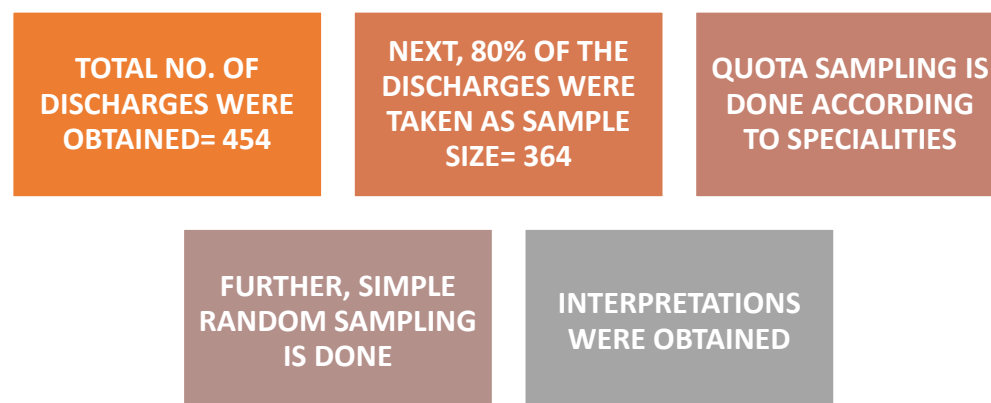 TOTAL NO. OF
DISCHARGES WERE
OBTAINED= 454
NEXT, 80% OF THE
DISCHARGES WERE
TAKEN AS SAMPLE
SIZE= 364
QUOTA SAMPLING IS
DONE ACCORDING
TO SPECIALITIES
FURTHER, SIMPLE
RANDOM SAMPLING
IS DONE
INTERPRETATIONS
WERE OBTAINED